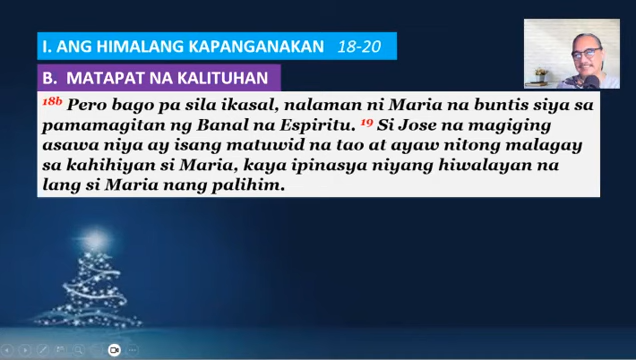 I. ANG HIMALANG KAPANGANAKAN 18-20
B. MATAPAT NA KALITUHAN
18b Pero bago pa sila ikasal, nalaman ni Maria na buntis siya sa
pamamagitan ng Banal na Espiritu. 19 Si Jose na magiging
asawa niya ay isang matuwid na tao at ayaw nitong malagay
sa kahihiyan si Maria, kaya ipinasya niyang hiwalayan na
lang si Maria nang palihim.